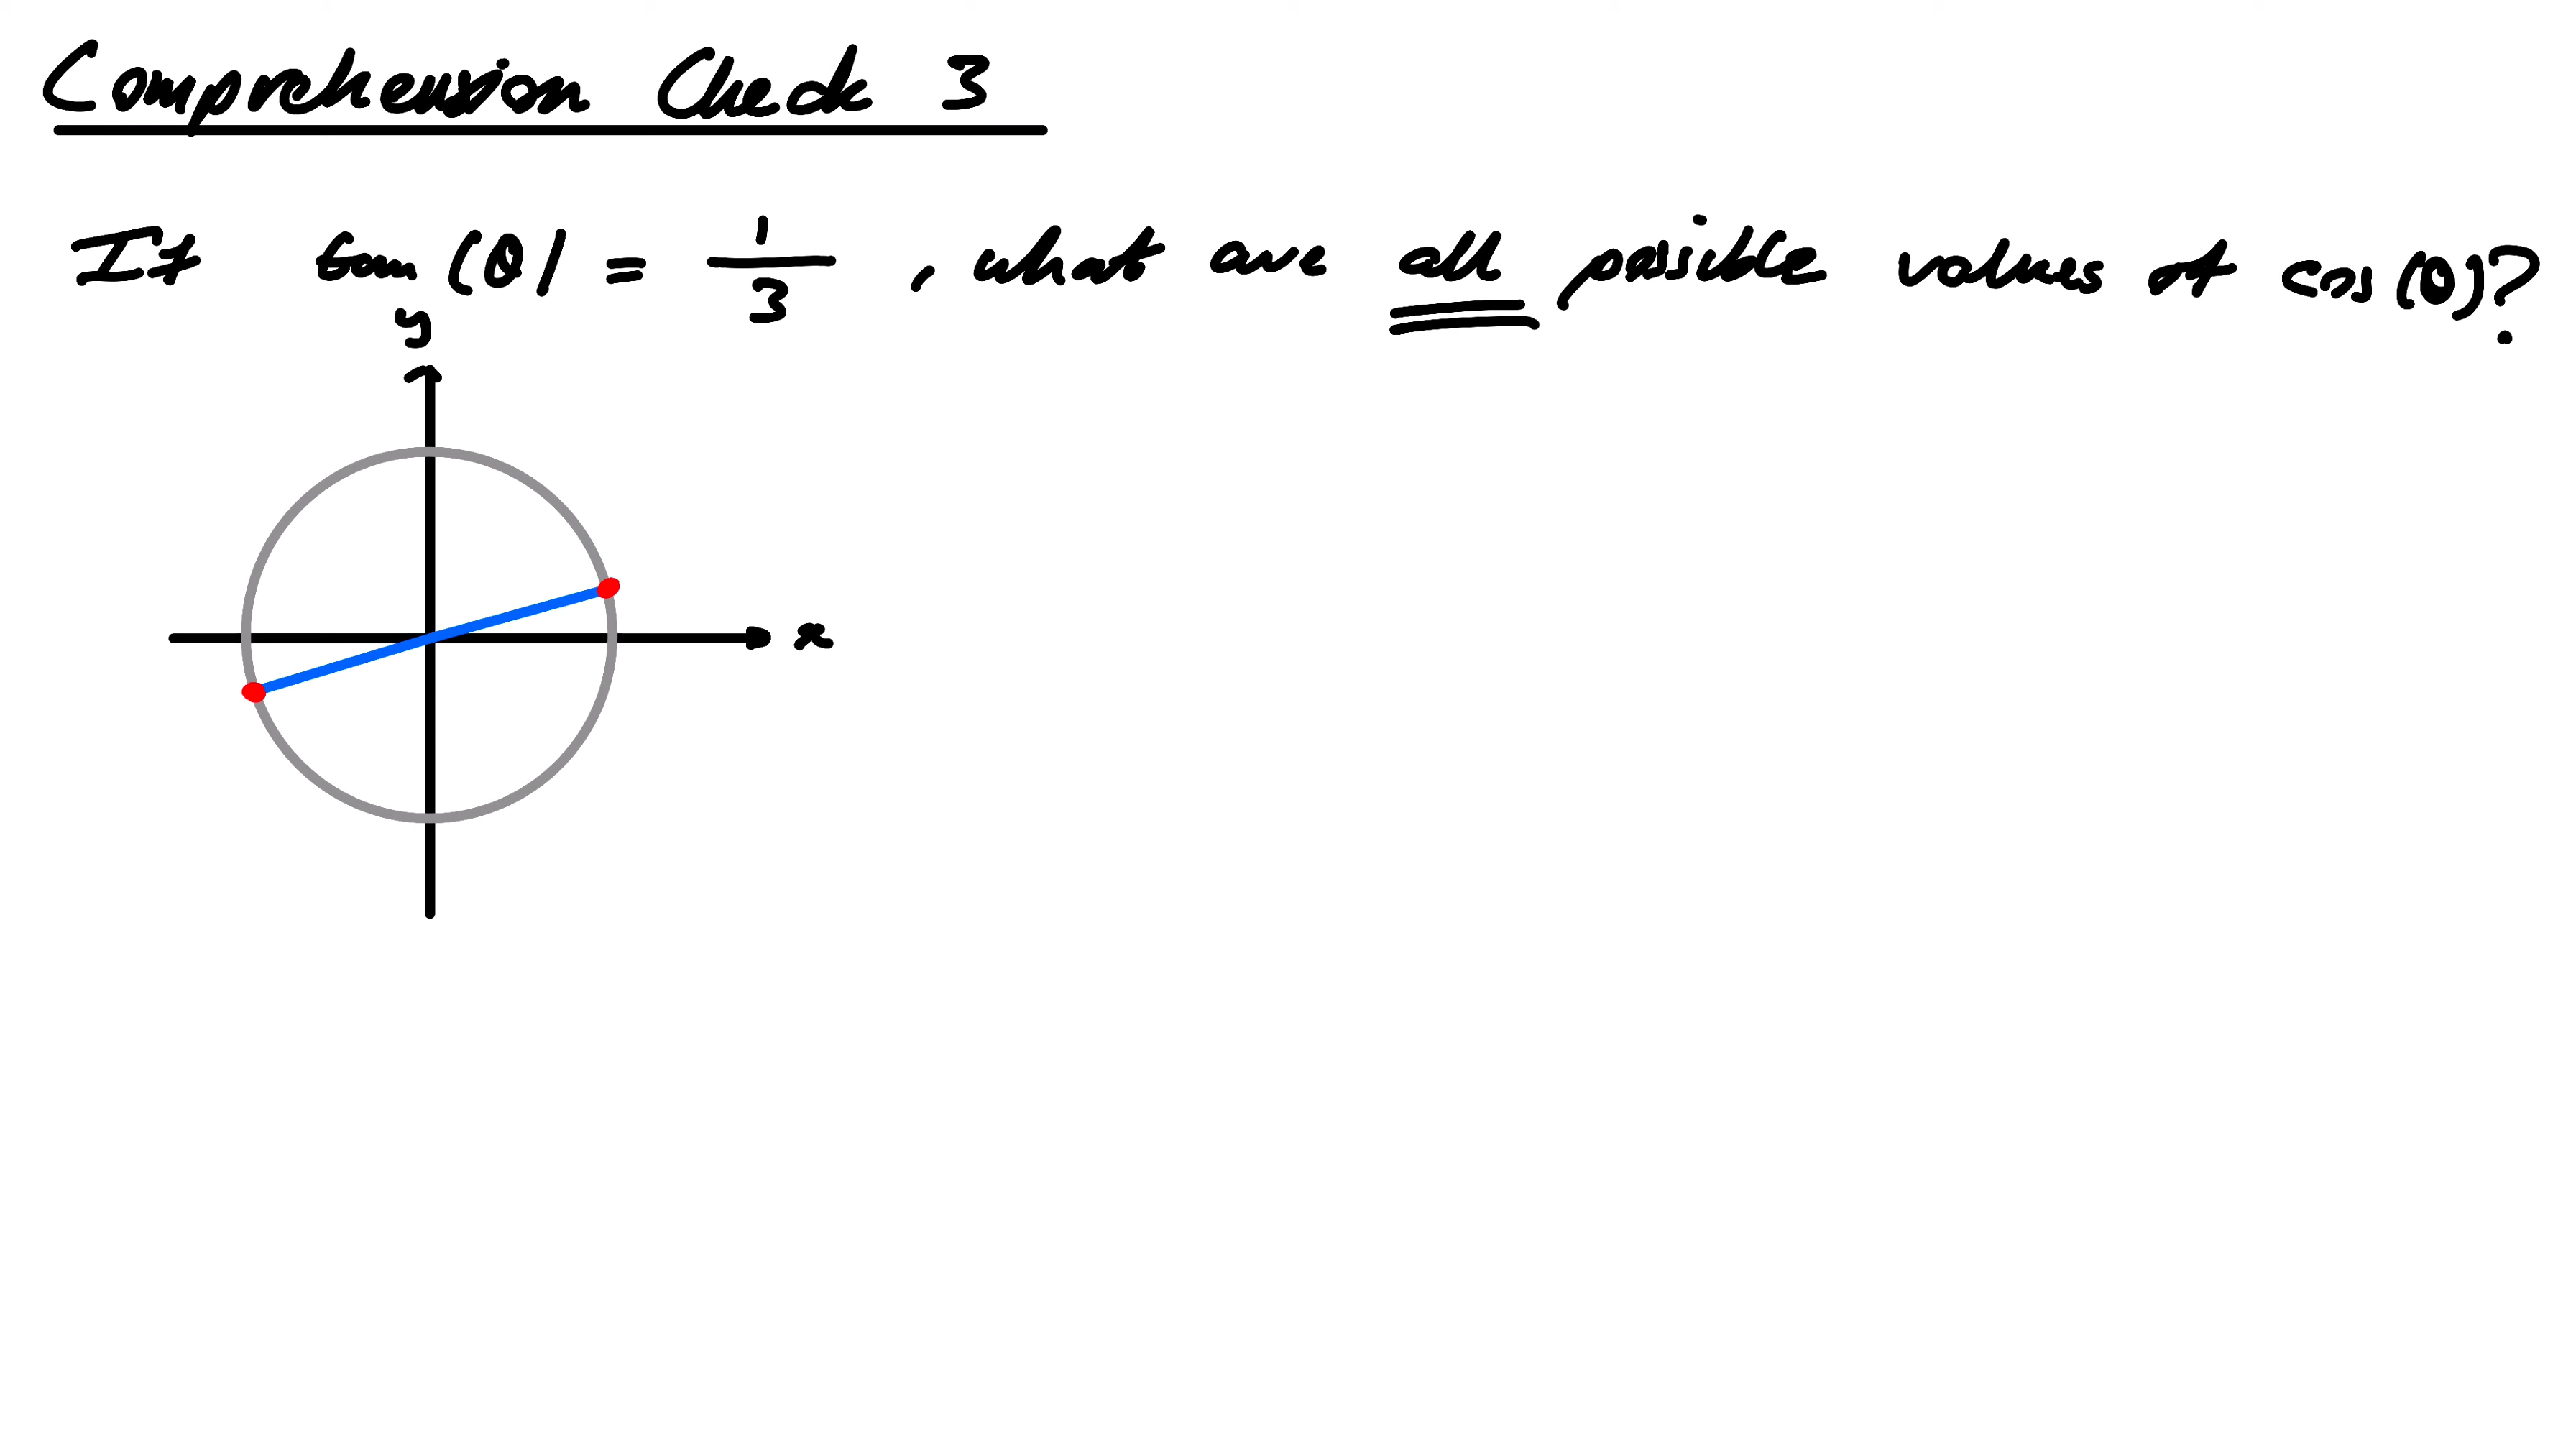 Comprehension Check 3
If tan(θ) = 1/3, what are all possible values of cos(θ)?
y
x